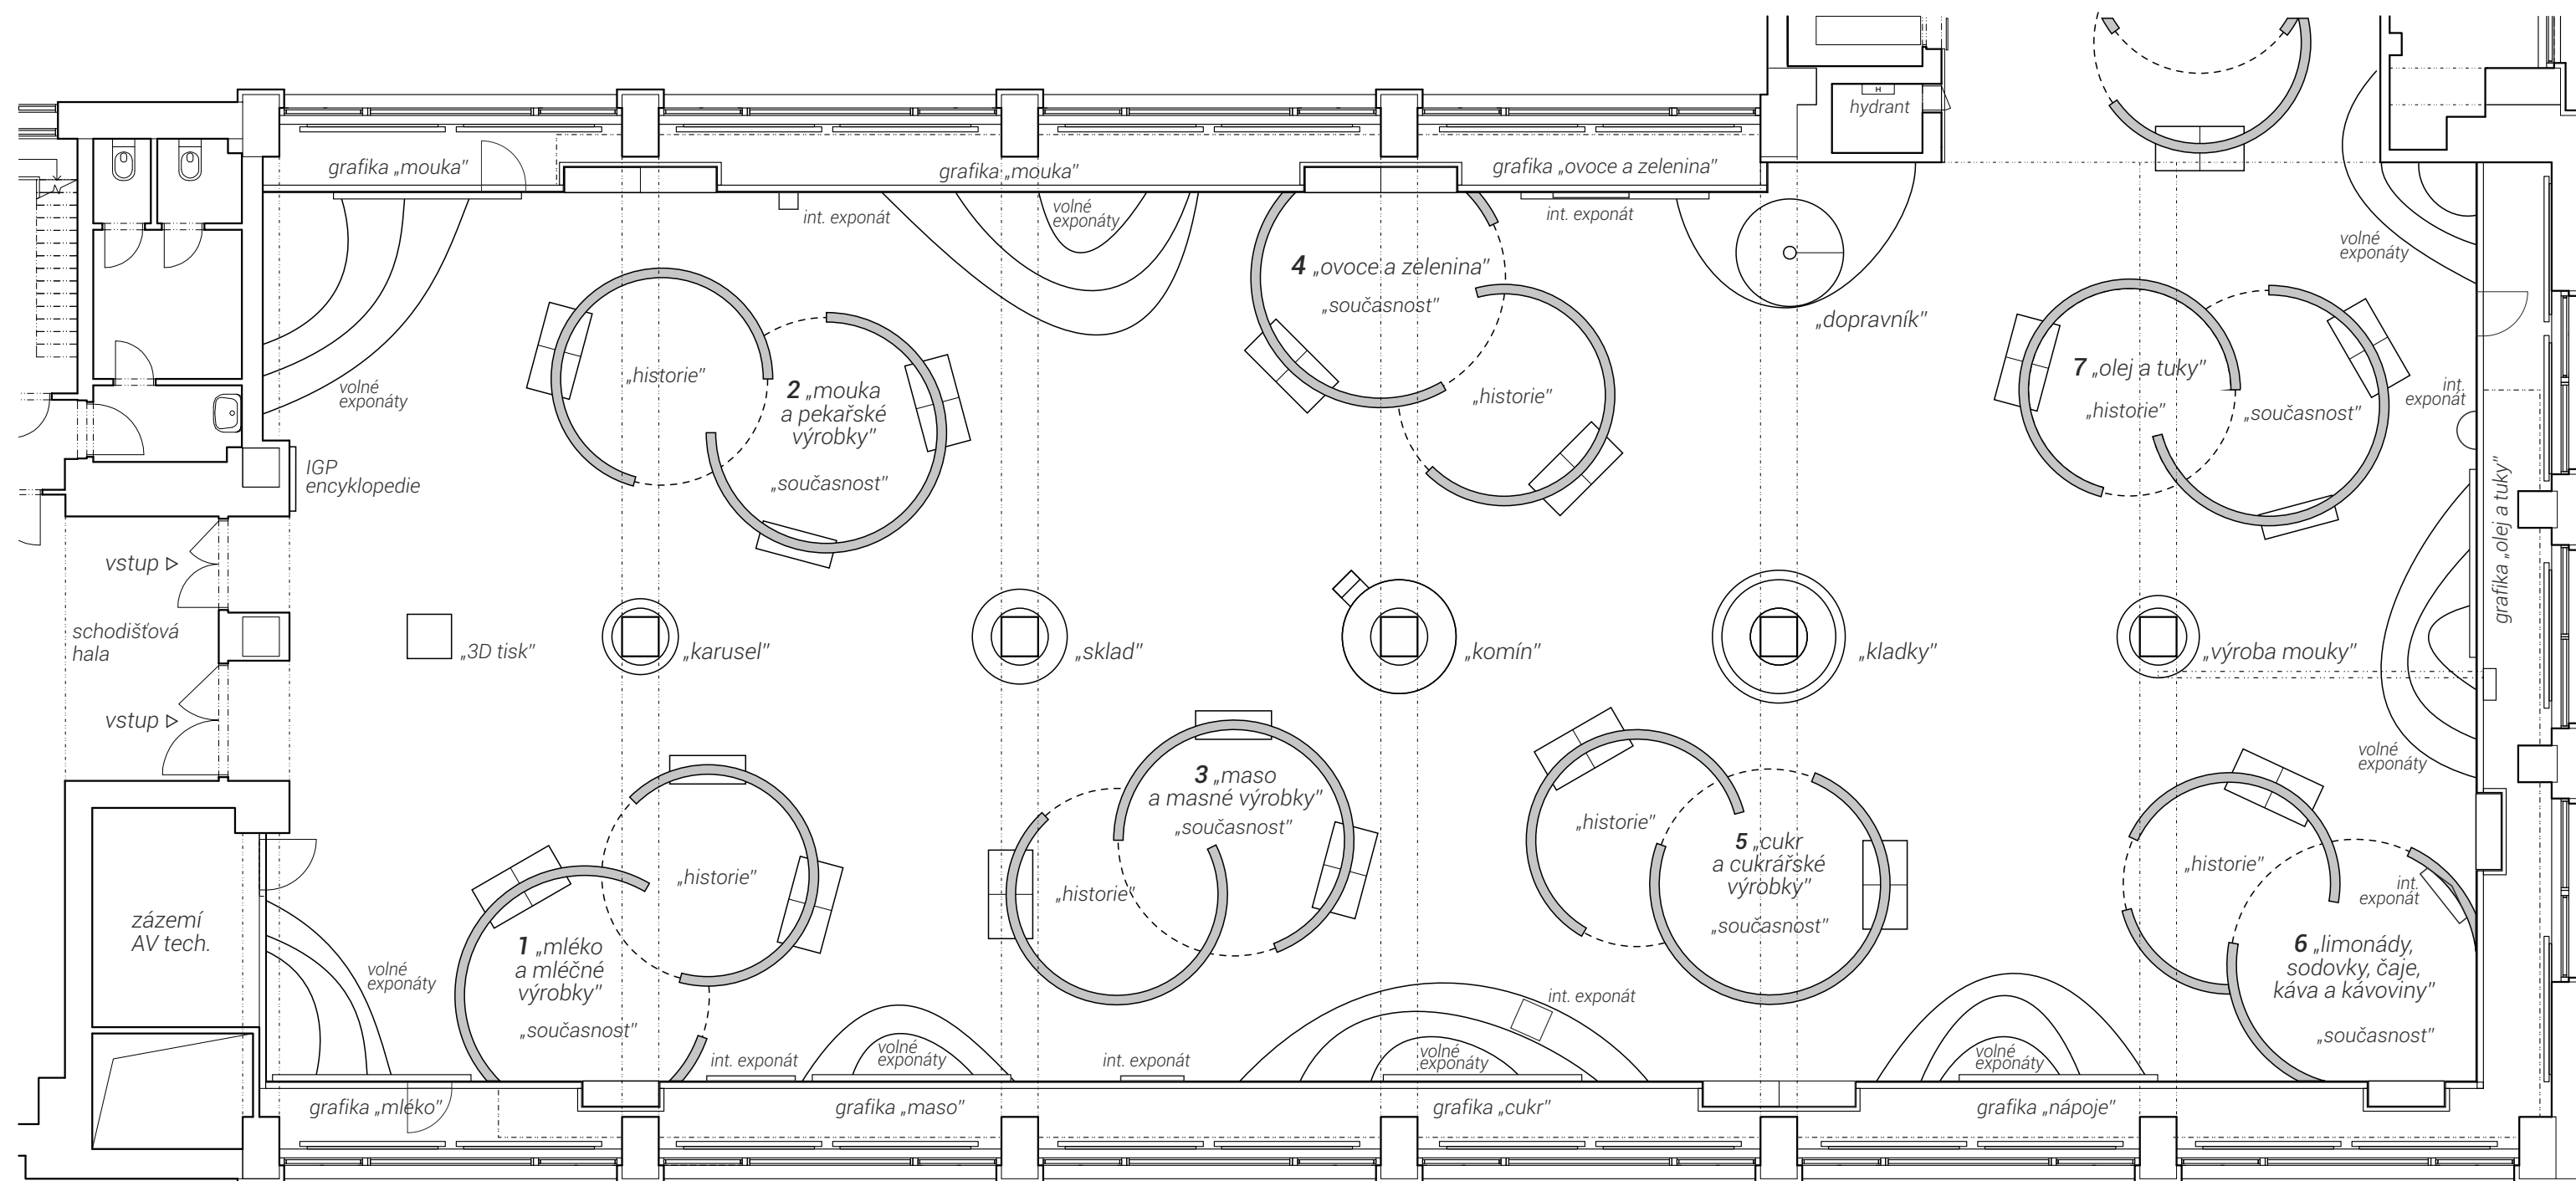 hydrant
H
grafika „mouka"
grafika „mouka"
grafika „ovoce a zelenina"
int. exponát
volné
exponáty
int. exponát
4 „ovoce a zelenina"
„současnost"
„historie"
„dopravník"
volné
exponáty
volné
exponáty
„historie"
2 „mouka
a pekařské
výrobky"
„současnost"
7 „olej a tuky"
„historie"
„současnost"
int.
exponát
grafika „olej a tuky"
IGP
encyklopedie
vstup
schodišťová
hala
vstup
„3D tisk"
„karusel"
„sklad"
„komín"
„kladky"
„výroba mouky"
volné
exponáty
3 „maso
a masné výrobky"
„současnost"
„historie"
„historie"
5 „cukr
a cukrářské
výrobky"
„současnost"
„historie"
int.
exponát
6 „limonády,
sodovky, čaje,
káva a kávoviny"
„současnost"
„historie"
zázemí
AV tech.
1 „mléko
a mléčné
výrobky"
„současnost"
volné
exponáty
int. exponát
volné
exponáty
int. exponát
int. exponát
volné
exponáty
volné
exponáty
grafika „mléko"
grafika „maso"
grafika „cukr"
grafika „nápoje"